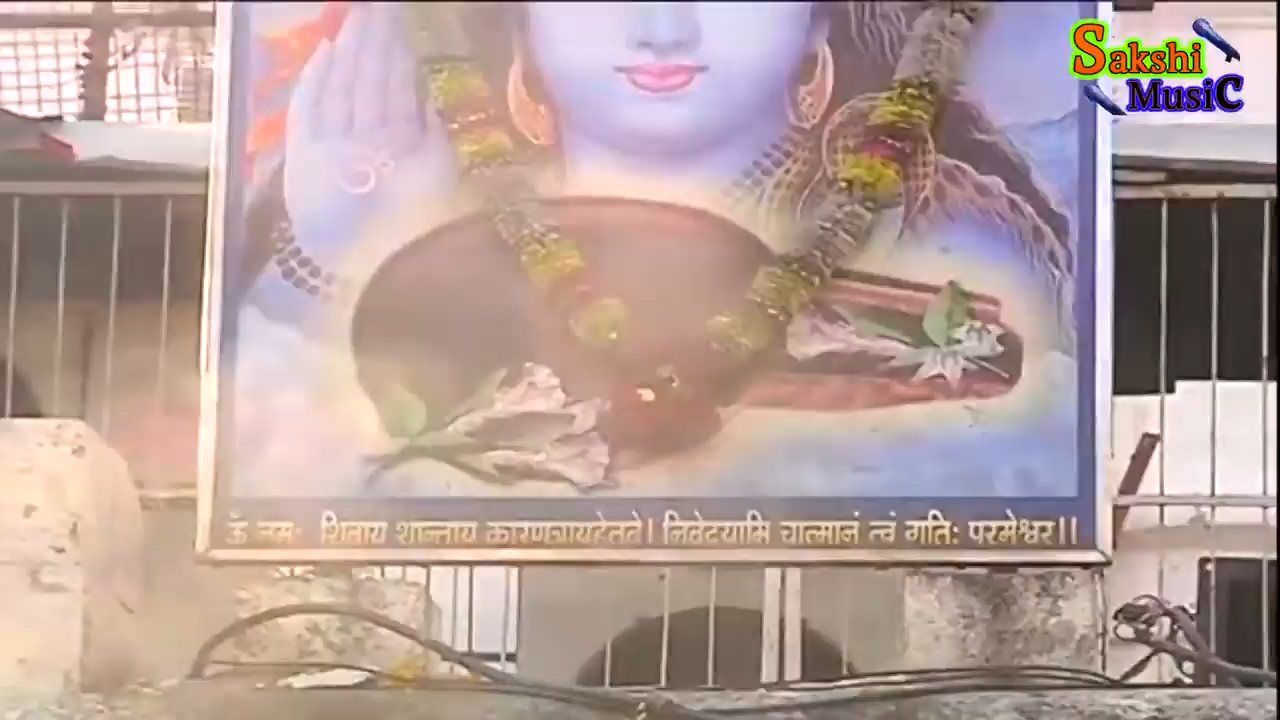 Sakshi
MusiC
ॐ नमः शिवाय शान्ताय कारणत्रयहेतवे। निवेदयामि चात्मानं त्वं गतिः परमेश्वर।।